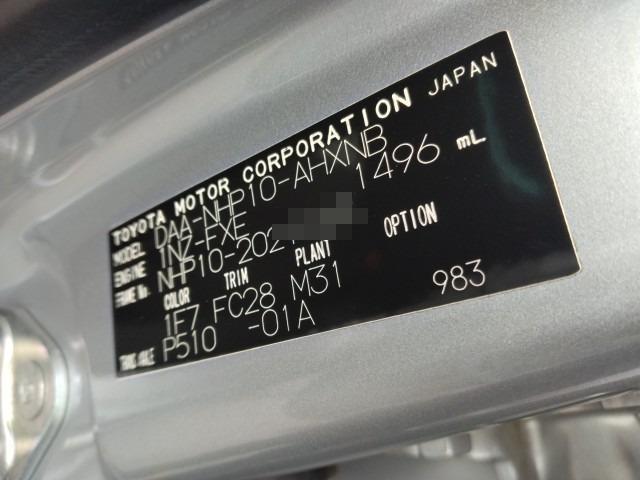 TOYOTA MOTOR CORPORATION JAPAN
MODEL DAA-NHP10-AHXNB
ENGINE 1NZ-FXE 1496 mL
FRAME No. NHP10-202
COLOR TRIM PLANT OPTION
1F7 FC28 M31 983
TRANS./AXLE P510 -01A